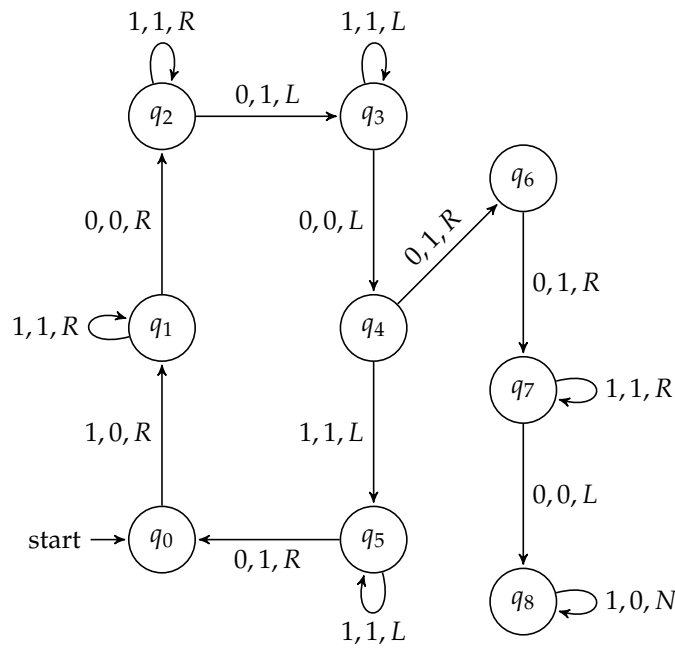 1, 1, R
1, 1, L
q2
0, 1, L
q3
q6
0, 0, R
0, 0, L
0, 1, R
0, 1, R
1, 1, R
q1
q4
q7
1, 1, R
1, 0, R
1, 1, L
0, 0, L
start
q0
0, 1, R
q5
q8
1, 0, N
1, 1, L